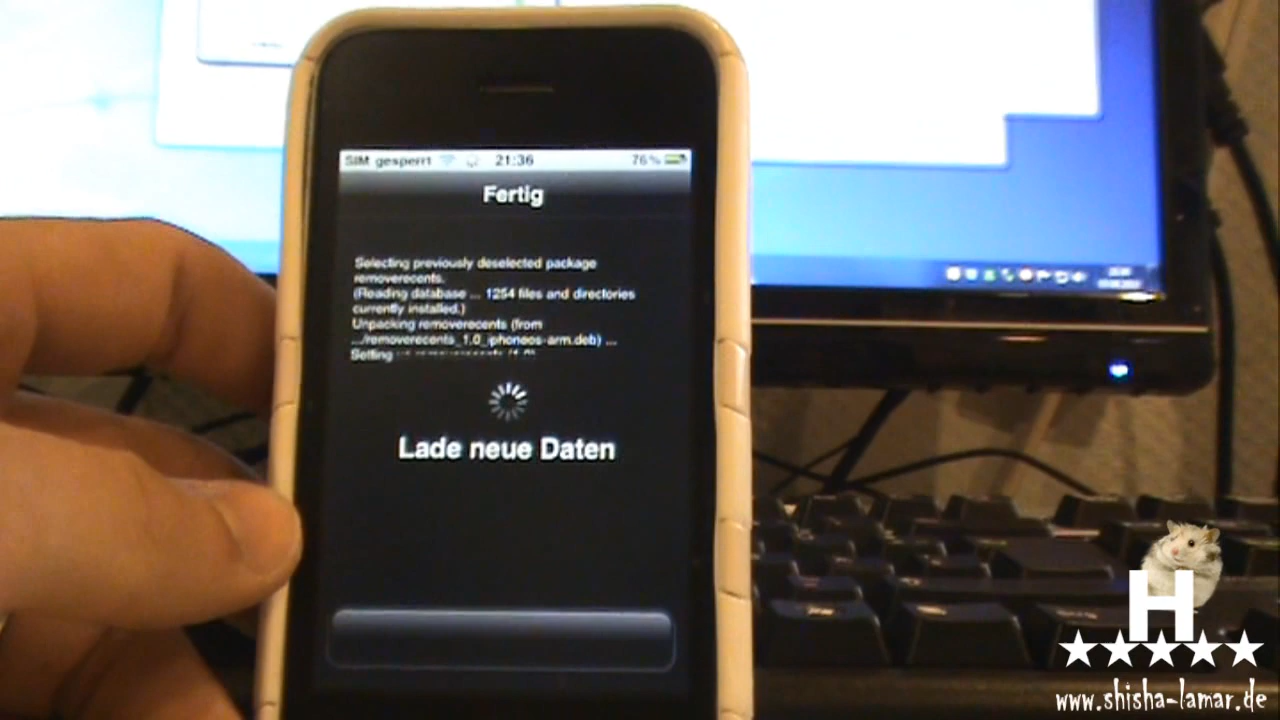 SIM gesperrt 21:36 76%
Fertig
Selecting previously deselected package
removerecents.
(Reading database ... 1254 files and directories
currently installed.)
Unpacking removerecents (from
.../removerecents_1.0_iphoneos-arm.deb) ...
Setting
Lade neue Daten
H
www.shisha-lamar.de